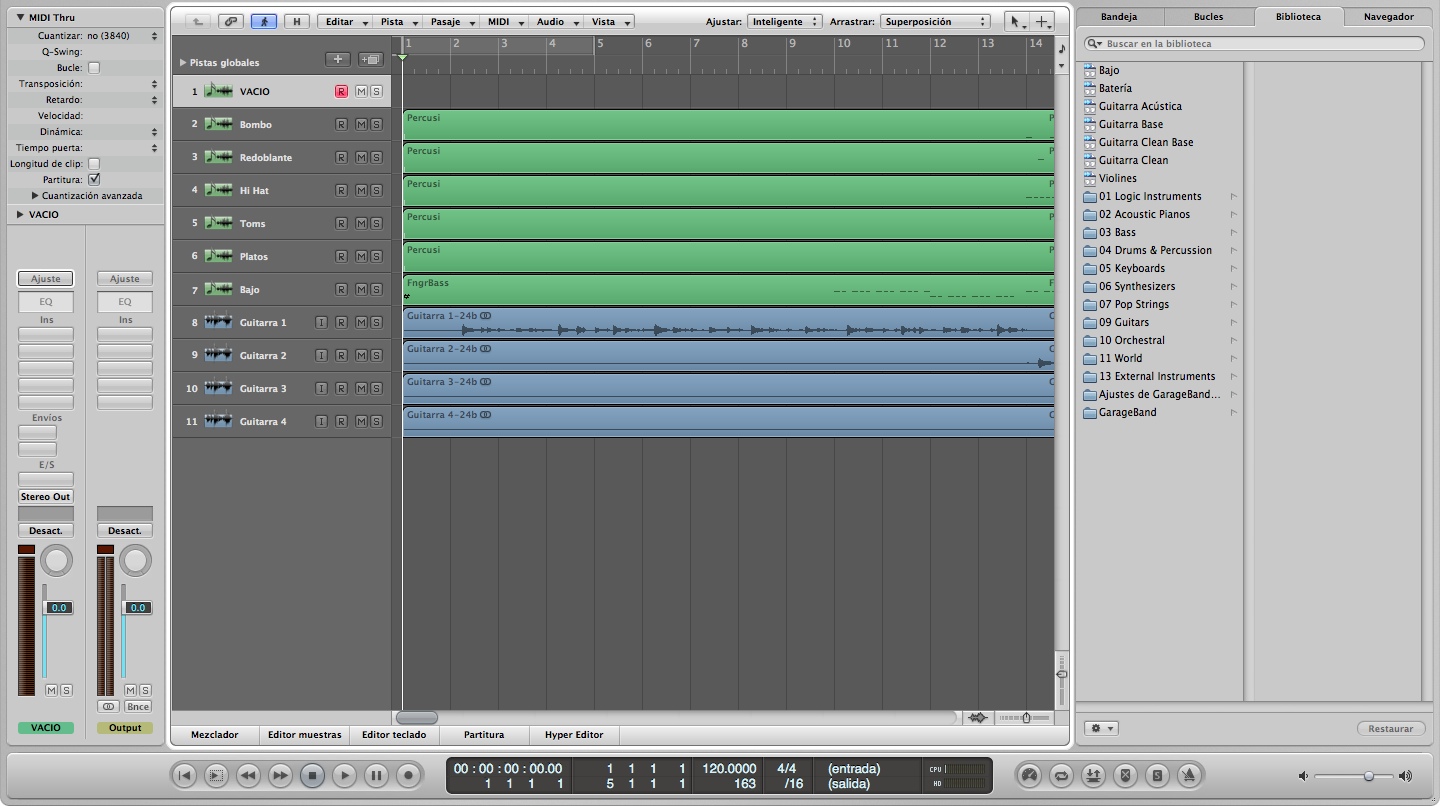 MIDI Thru
Cuantizar: no (3840)
Q-Swing:
Bucle:
Transposición:
Retardo:
Velocidad:
Dinámica:
Tiempo puerta:
Longitud de clip:
Partitura:
Cuantización avanzada
VACIO
Ajuste Ajuste
EQ EQ
Ins Ins
Envíos
E/S
Stereo Out
Desact. Desact.
0.0 0.0
M S M S
Bnce
VACIO Output
H Editar Pista Pasaje MIDI Audio Vista Ajustar: Inteligente Arrastrar: Superposición
Pistas globales
1 2 3 4 5 6 7 8 9 10 11 12 13 14
1 VACIO R M S
2 Bombo R M S Percusi P
3 Redoblante R M S Percusi P
4 Hi Hat R M S Percusi P
5 Toms R M S Percusi P
6 Platos R M S Percusi P
7 Bajo R M S FngrBass F
8 Guitarra 1 I R M S Guitarra 1-24b
9 Guitarra 2 I R M S Guitarra 2-24b
10 Guitarra 3 I R M S Guitarra 3-24b
11 Guitarra 4 I R M S Guitarra 4-24b
Mezclador Editor muestras Editor teclado Partitura Hyper Editor
Bandeja Bucles Biblioteca Navegador
Buscar en la biblioteca
Bajo
Batería
Guitarra Acústica
Guitarra Base
Guitarra Clean Base
Guitarra Clean
Violines
01 Logic Instruments
02 Acoustic Pianos
03 Bass
04 Drums & Percussion
05 Keyboards
06 Synthesizers
07 Pop Strings
09 Guitars
10 Orchestral
11 World
13 External Instruments
Ajustes de GarageBand...
GarageBand
Restaurar
00 : 00 : 00 : 00.00 1 1 1 1 120.0000 4/4 (entrada) CPU
1 1 1 1 5 1 1 1 163 /16 (salida) HD
S